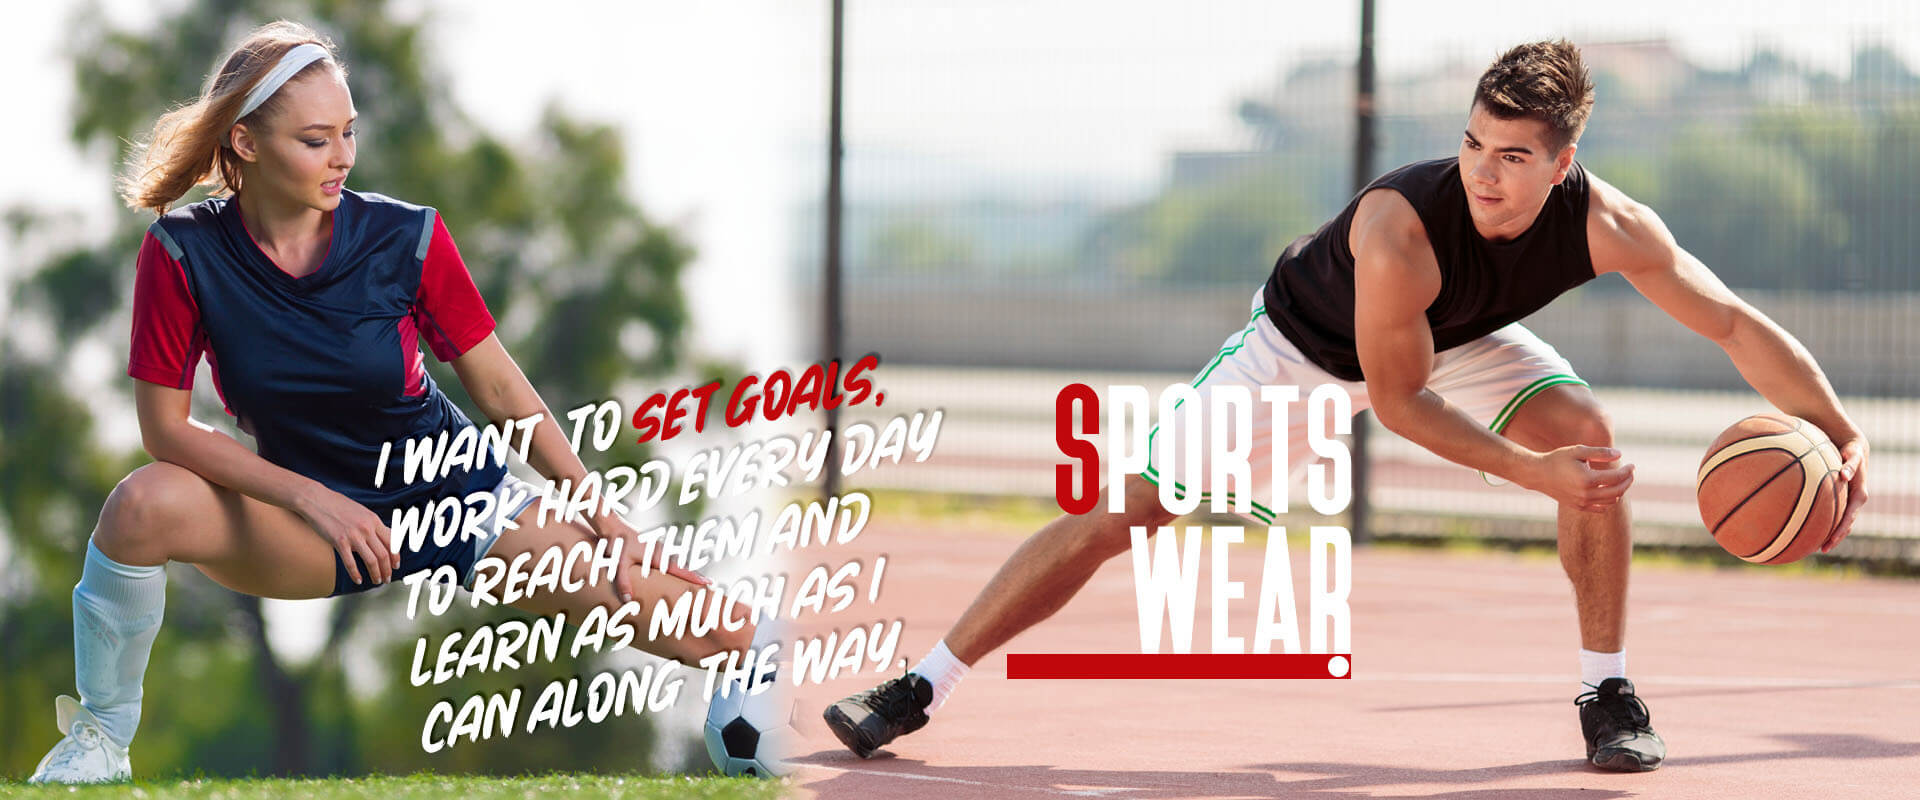 I WANT TO SET GOALS,
WORK HARD EVERY DAY
TO REACH THEM AND
LEARN AS MUCH AS I
CAN ALONG THE WAY.
SPORTS
WEAR